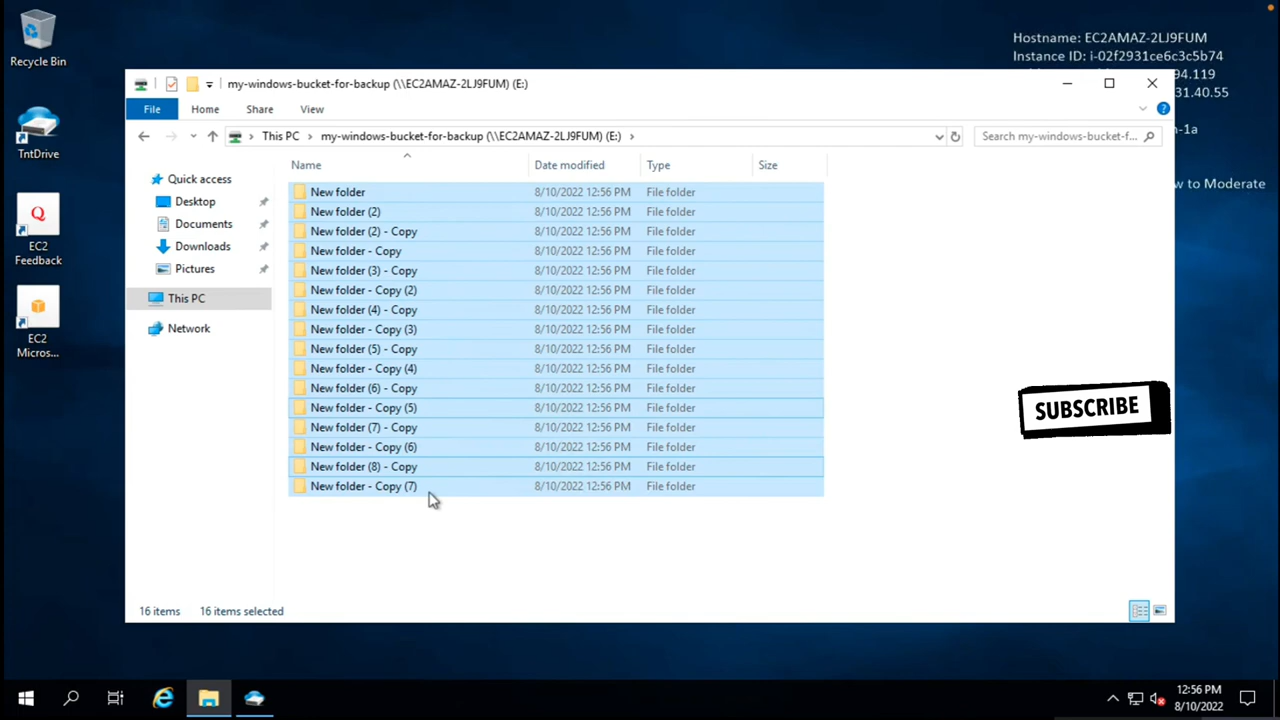 Recycle Bin
TntDrive
EC2
Feedback
EC2
Micros...
Hostname: EC2AMAZ-2LJ9FUM
Instance ID: i-02f2931ce6c3c5b74
94.119
31.40.55
n-1a
w to Moderate
my-windows-bucket-for-backup (\\EC2AMAZ-2LJ9FUM) (E:)
File Home Share View
This PC > my-windows-bucket-for-backup (\\EC2AMAZ-2LJ9FUM) (E:) >
Search my-windows-bucket-f...
Quick access
Desktop
Documents
Downloads
Pictures
This PC
Network
Name Date modified Type Size
New folder 8/10/2022 12:56 PM File folder
New folder (2) 8/10/2022 12:56 PM File folder
New folder (2) - Copy 8/10/2022 12:56 PM File folder
New folder - Copy 8/10/2022 12:56 PM File folder
New folder (3) - Copy 8/10/2022 12:56 PM File folder
New folder - Copy (2) 8/10/2022 12:56 PM File folder
New folder (4) - Copy 8/10/2022 12:56 PM File folder
New folder - Copy (3) 8/10/2022 12:56 PM File folder
New folder (5) - Copy 8/10/2022 12:56 PM File folder
New folder - Copy (4) 8/10/2022 12:56 PM File folder
New folder (6) - Copy 8/10/2022 12:56 PM File folder
New folder - Copy (5) 8/10/2022 12:56 PM File folder
New folder (7) - Copy 8/10/2022 12:56 PM File folder
New folder - Copy (6) 8/10/2022 12:56 PM File folder
New folder (8) - Copy 8/10/2022 12:56 PM File folder
New folder - Copy (7) 8/10/2022 12:56 PM File folder
SUBSCRIBE
16 items 16 items selected
12:56 PM
8/10/2022